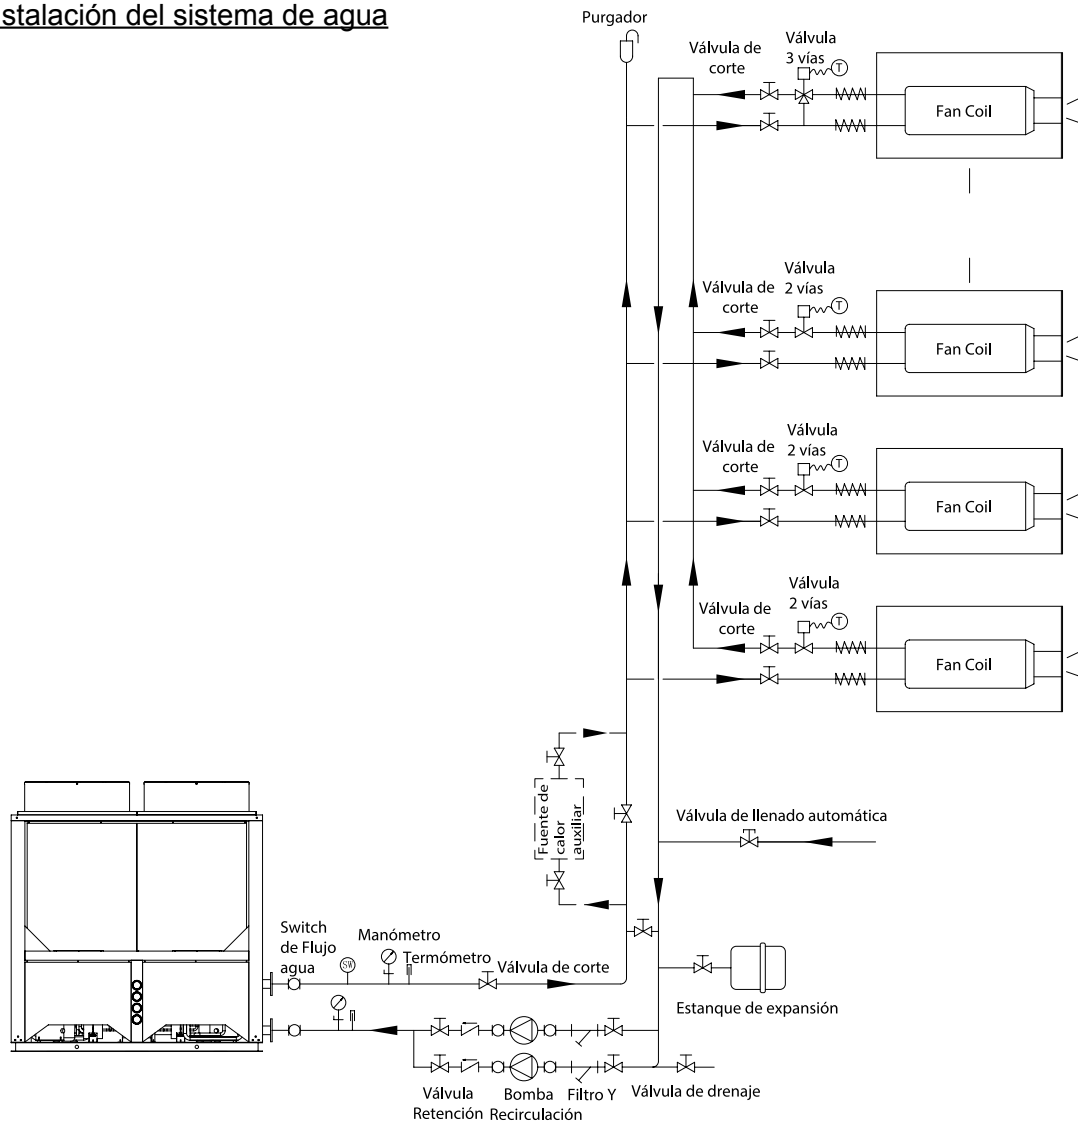 stalación del sistema de agua
Purgador
Válvula de
corte
Válvula
3 vías
T
Fan Coil
Válvula de
corte
Válvula
2 vías
T
Fan Coil
Válvula de
corte
Válvula
2 vías
T
Fan Coil
Válvula de
corte
Válvula
2 vías
T
Fan Coil
Fuente de
calor
auxiliar
Válvula de llenado automática
Switch
de Flujo
agua
SW
Manómetro
Termómetro
Válvula de corte
Estanque de expansión
Válvula
Retención
Bomba
Recirculación
Filtro Y
Válvula de drenaje